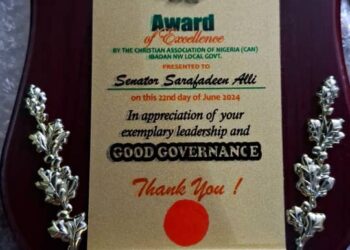 Award
of Excellence
BY THE CHRISTIAN ASSOCIATION OF NIGERIA (CAN)
IBADAN NW LOCAL GOVT.
PRESENTED TO
Senator Sarafadeen Alli
on this 22nd day of June 2024
In appreciation of your
exemplary leadership and
GOOD GOVERNANCE
Thank You !